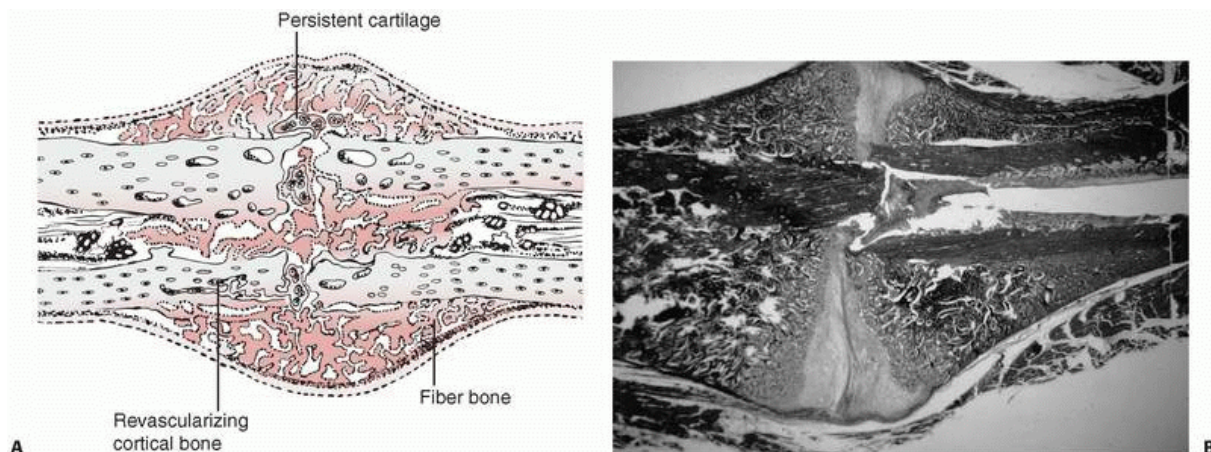 Persistent cartilage
Fiber bone
Revascularizing
cortical bone
A
B